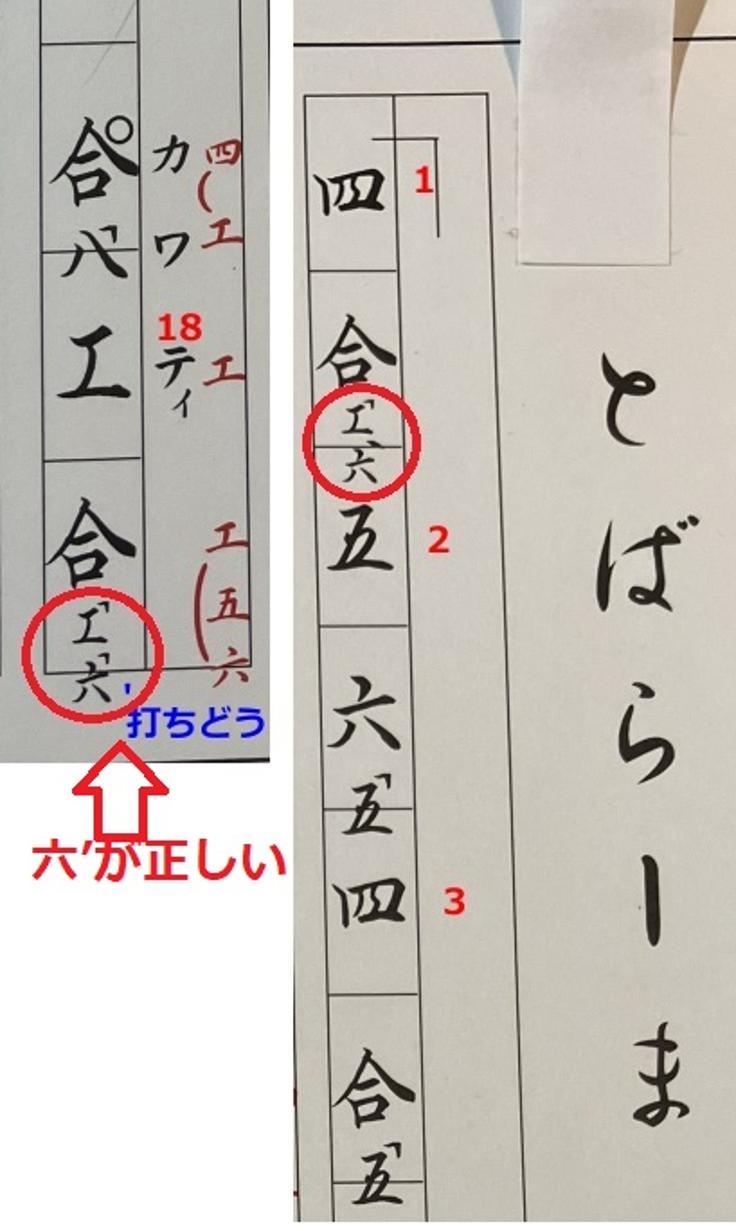 四(工
工
工(五六
カワ
18
ティ
合○八┐工合工┐六┐
'
打ちどう
六’が正しい
とばらーま
1
2
3
四合工┐六、五六五┐四合五┐